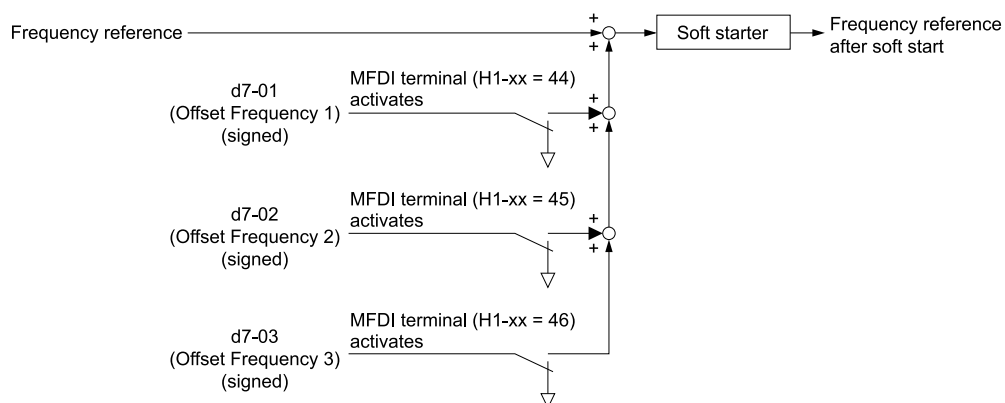 Frequency reference
+
+
Soft starter
Frequency reference
after soft start
d7-01
(Offset Frequency 1)
(signed)
MFDI terminal (H1-xx = 44)
activates
+
+
d7-02
(Offset Frequency 2)
(signed)
MFDI terminal (H1-xx = 45)
activates
+
+
d7-03
(Offset Frequency 3)
(signed)
MFDI terminal (H1-xx = 46)
activates